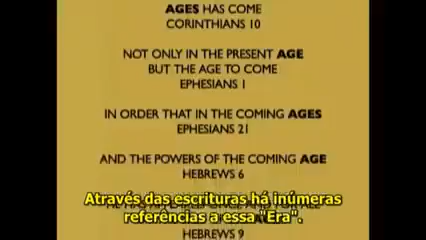 AGES HAS COME
CORINTHIANS 10
NOT ONLY IN THE PRESENT AGE
BUT THE AGE TO COME
EPHESIANS 1
IN ORDER THAT IN THE COMING AGES
EPHESIANS 21
AND THE POWERS OF THE COMING AGE
HEBREWS 6
Através das escrituras há inúmeras
referências a essa "Era".
HEBREWS 9